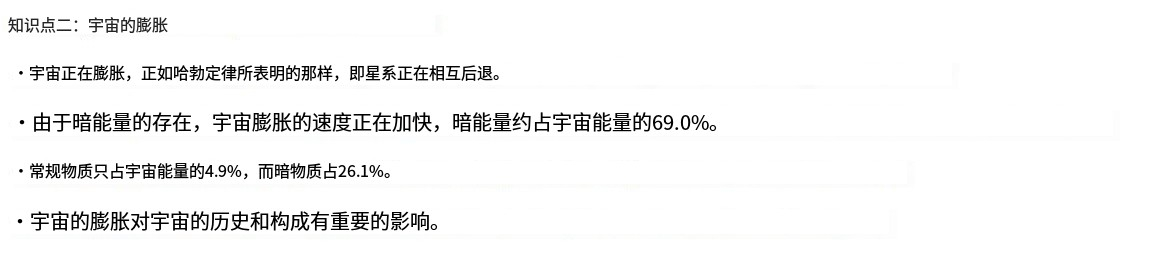 知识点二：宇宙的膨胀
・宇宙正在膨胀，正如哈勃定律所表明的那样，即星系正在相互后退。
・由于暗能量的存在，宇宙膨胀的速度正在加快，暗能量约占宇宙能量的69.0%。
・常规物质只占宇宙能量的4.9%，而暗物质占26.1%。
・宇宙的膨胀对宇宙的历史和构成有重要的影响。